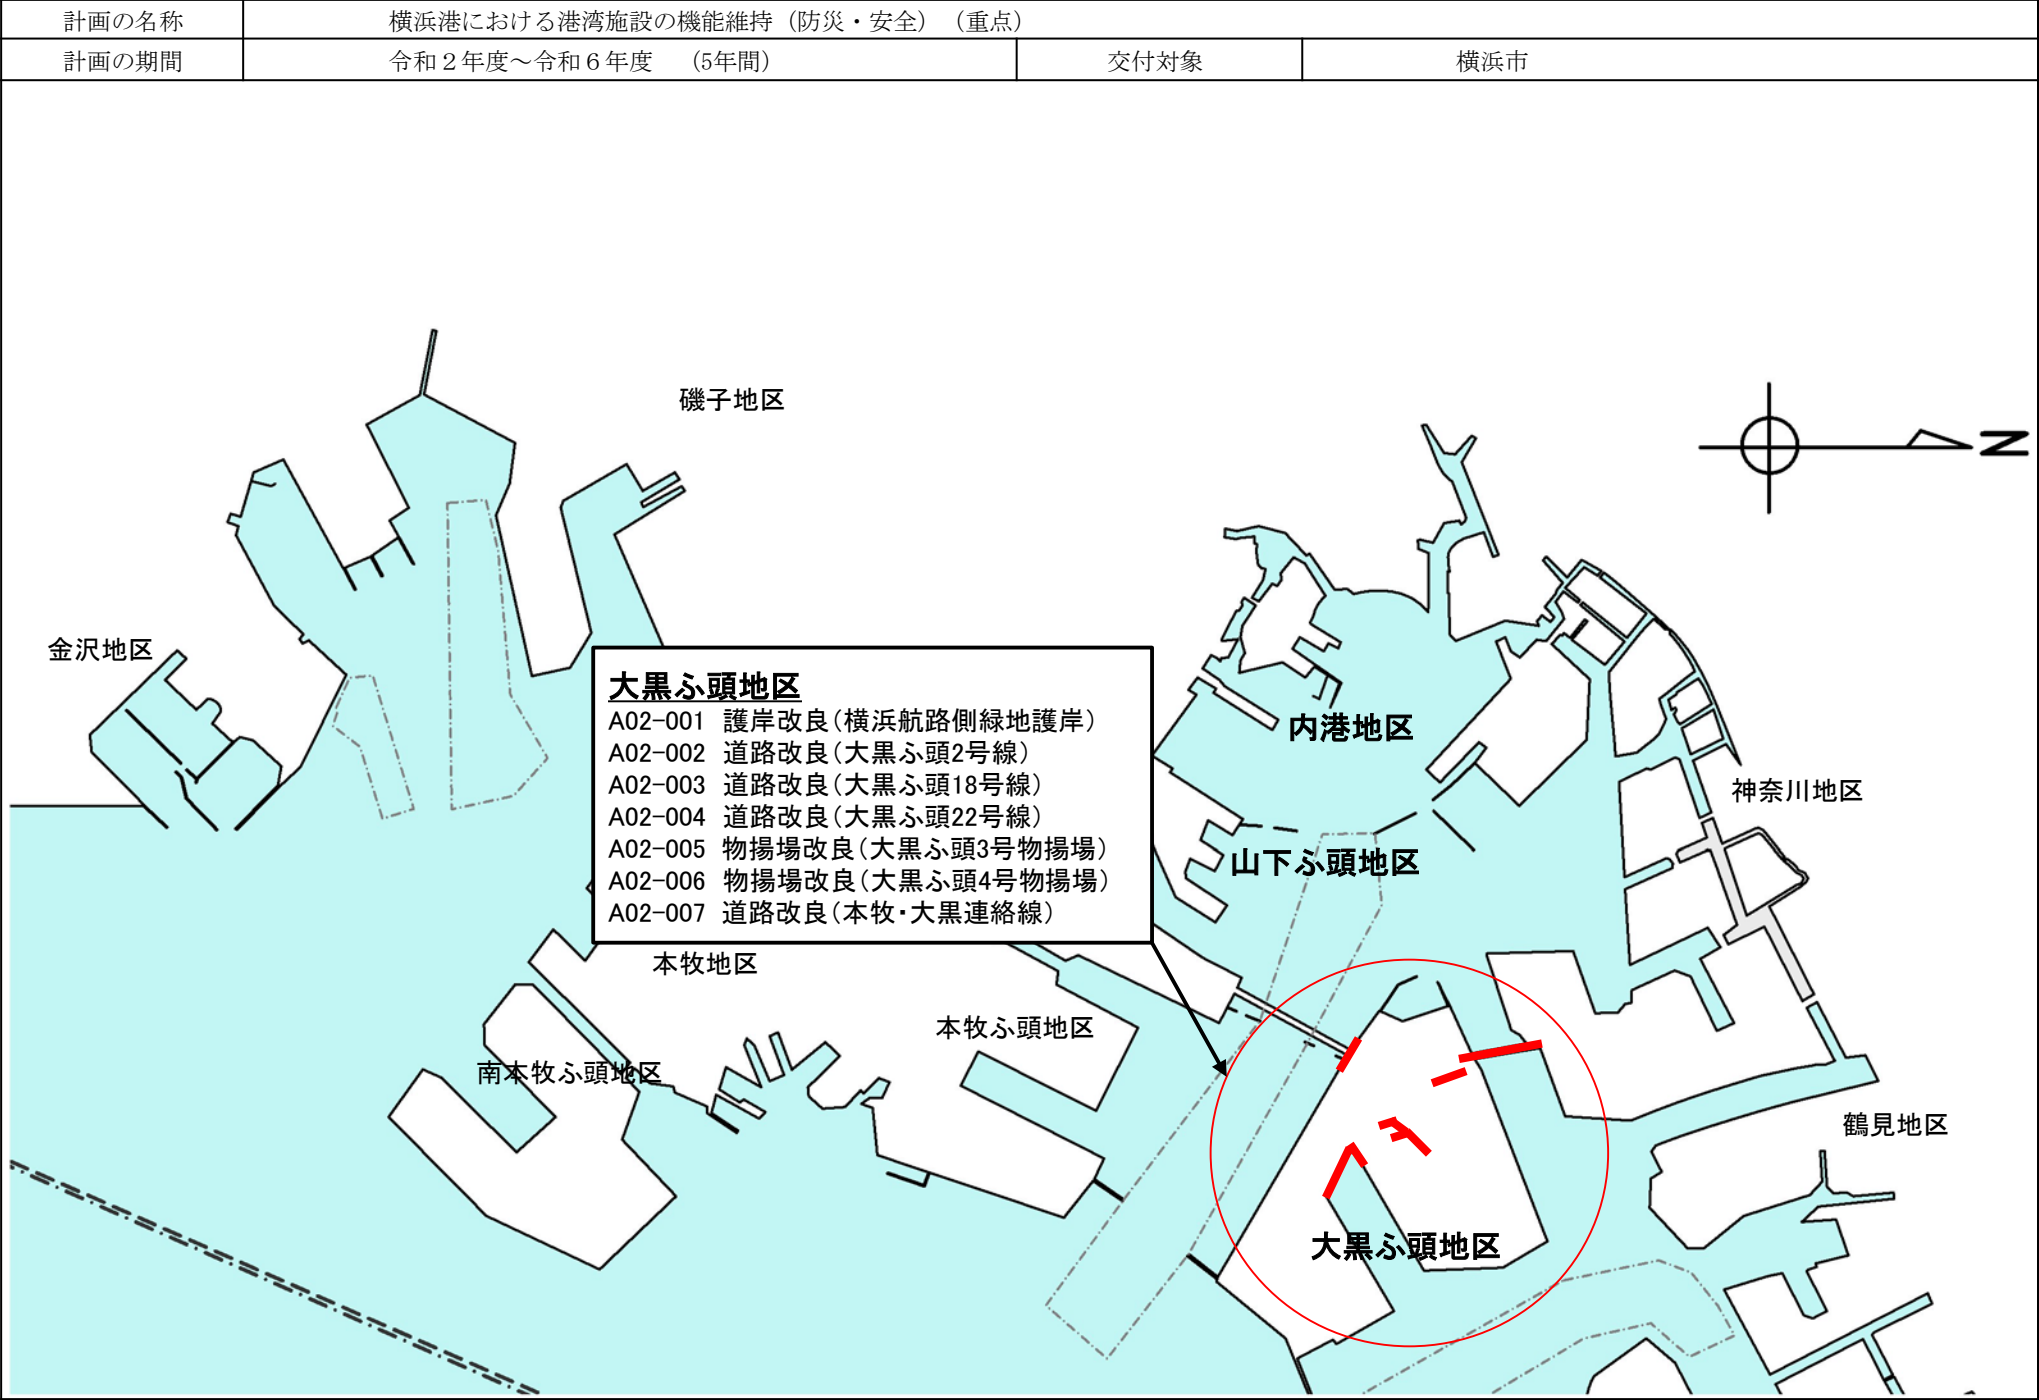 計画の名称 横浜港における港湾施設の機能維持（防災・安全）（重点）
計画の期間 令和２年度～令和６年度 （5年間） 交付対象 横浜市
磯子地区
N
金沢地区
大黒ふ頭地区
A02-001 護岸改良（横浜航路側緑地護岸）
A02-002 道路改良（大黒ふ頭2号線）
A02-003 道路改良（大黒ふ頭18号線）
A02-004 道路改良（大黒ふ頭22号線）
A02-005 物揚場改良（大黒ふ頭3号物揚場）
A02-006 物揚場改良（大黒ふ頭4号物揚場）
A02-007 道路改良（本牧・大黒連絡線）
内港地区
神奈川地区
山下ふ頭地区
本牧地区
本牧ふ頭地区
南本牧ふ頭地区
鶴見地区
大黒ふ頭地区